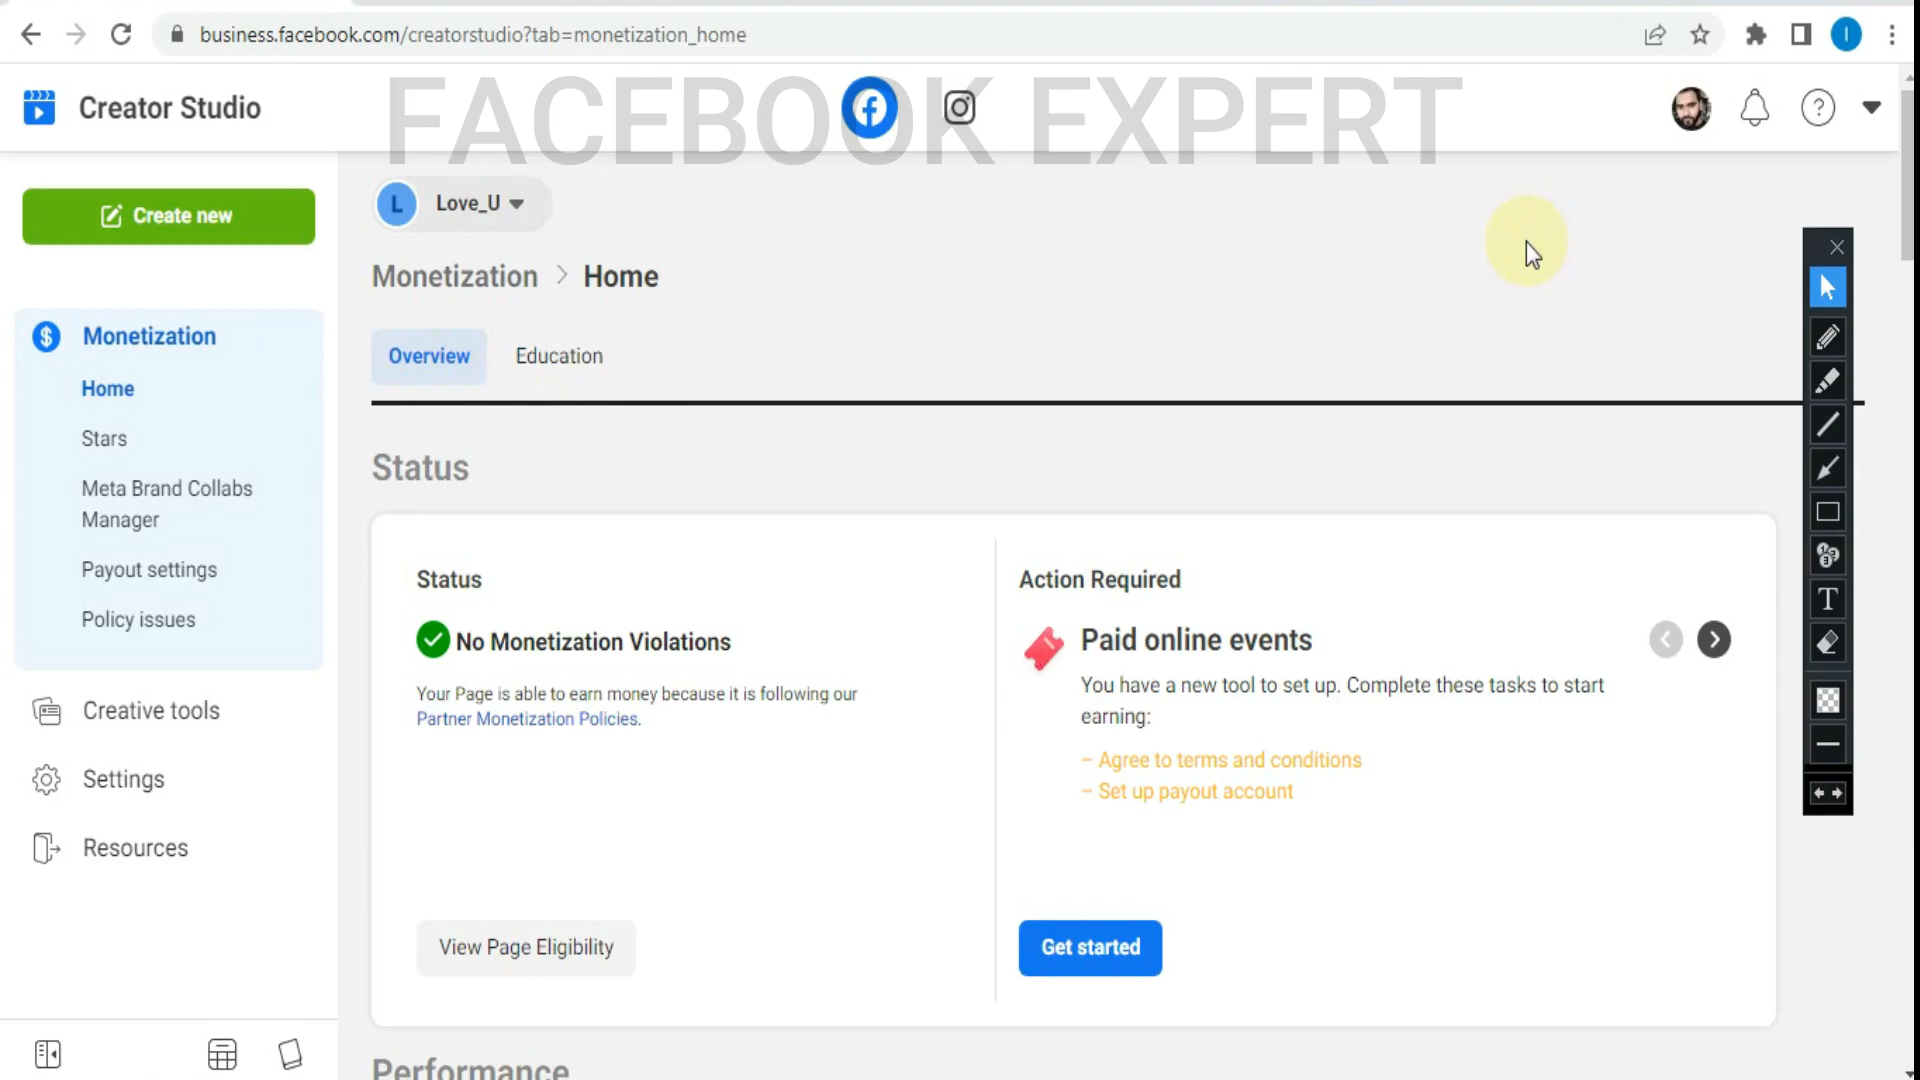 business.facebook.com/creatorstudio?tab=monetization_home
I
FACEBOOK EXPERT
Creator Studio
Create new
L Love_U
Monetization > Home
Monetization
Home
Stars
Meta Brand Collabs
Manager
Payout settings
Policy issues
Creative tools
Settings
Resources
Overview
Education
Status
Status
No Monetization Violations
Your Page is able to earn money because it is following our
Partner Monetization Policies.
View Page Eligibility
Action Required
Paid online events
You have a new tool to set up. Complete these tasks to start
earning:
– Agree to terms and conditions
– Set up payout account
Get started
T
Performance